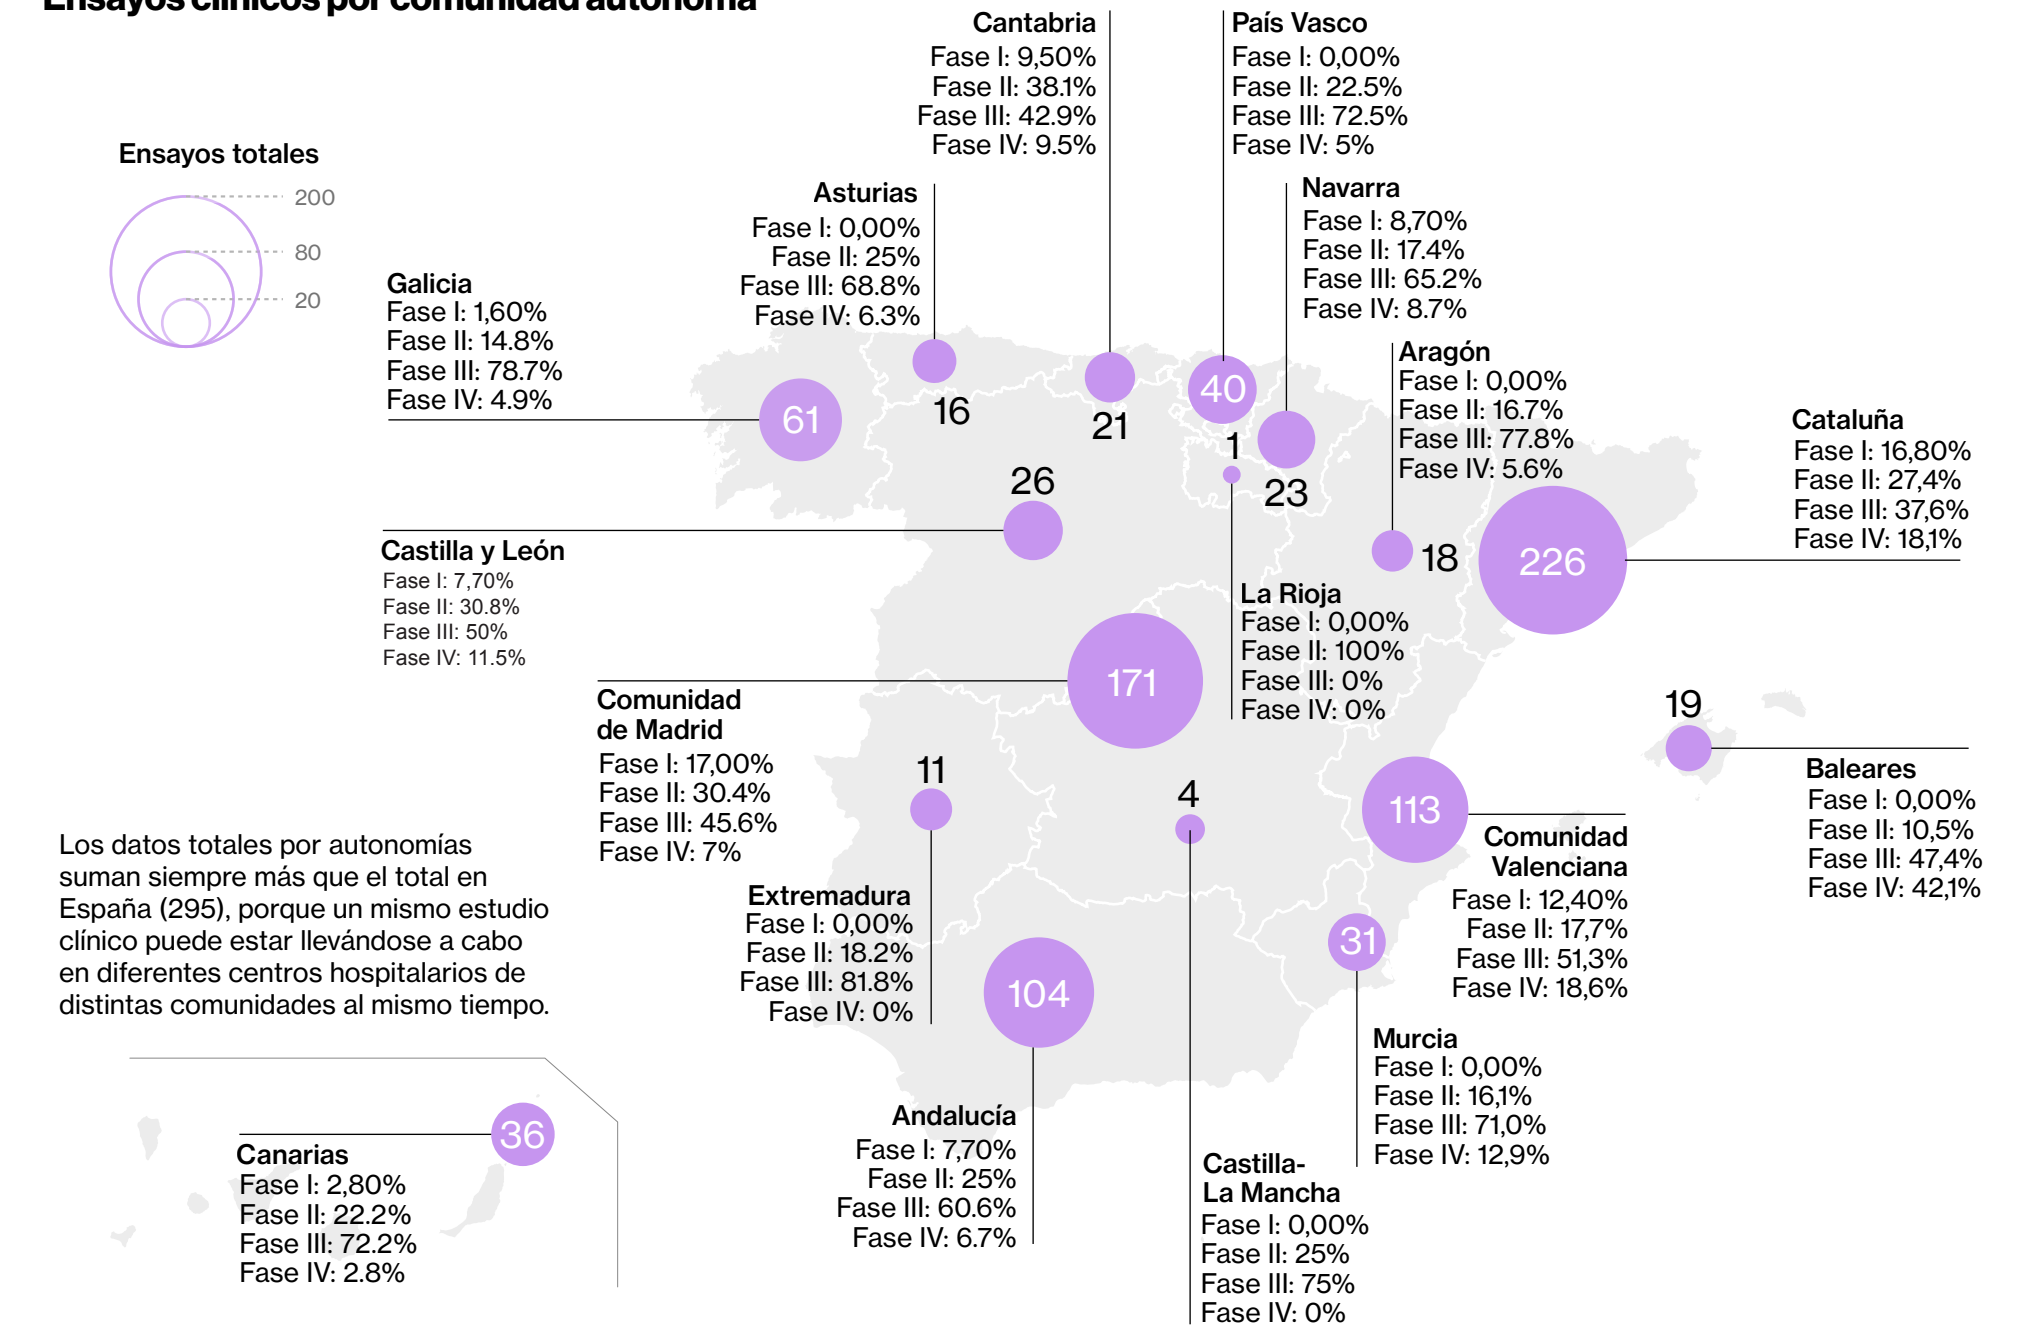 Ensayos clínicos por comunidad autónoma
Ensayos totales
200
80
20
Cantabria
Fase I: 9,50%
Fase II: 38.1%
Fase III: 42.9%
Fase IV: 9.5%
21
País Vasco
Fase I: 0,00%
Fase II: 22.5%
Fase III: 72.5%
Fase IV: 5%
40
Asturias
Fase I: 0,00%
Fase II: 25%
Fase III: 68.8%
Fase IV: 6.3%
16
Navarra
Fase I: 8,70%
Fase II: 17.4%
Fase III: 65.2%
Fase IV: 8.7%
23
Galicia
Fase I: 1,60%
Fase II: 14.8%
Fase III: 78.7%
Fase IV: 4.9%
61
Aragón
Fase I: 0,00%
Fase II: 16.7%
Fase III: 77.8%
Fase IV: 5.6%
18
Cataluña
Fase I: 16,80%
Fase II: 27,4%
Fase III: 37,6%
Fase IV: 18,1%
226
26
Castilla y León
Fase I: 7,70%
Fase II: 30.8%
Fase III: 50%
Fase IV: 11.5%
1
La Rioja
Fase I: 0,00%
Fase II: 100%
Fase III: 0%
Fase IV: 0%
171
Comunidad
de Madrid
Fase I: 17,00%
Fase II: 30.4%
Fase III: 45.6%
Fase IV: 7%
19
Baleares
Fase I: 0,00%
Fase II: 10,5%
Fase III: 47,4%
Fase IV: 42,1%
113
Comunidad
Valenciana
Fase I: 12,40%
Fase II: 17,7%
Fase III: 51,3%
Fase IV: 18,6%
11
Extremadura
Fase I: 0,00%
Fase II: 18.2%
Fase III: 81.8%
Fase IV: 0%
4
Castilla-
La Mancha
Fase I: 0,00%
Fase II: 25%
Fase III: 75%
Fase IV: 0%
31
Murcia
Fase I: 0,00%
Fase II: 16,1%
Fase III: 71,0%
Fase IV: 12,9%
104
Andalucía
Fase I: 7,70%
Fase II: 25%
Fase III: 60.6%
Fase IV: 6.7%
Los datos totales por autonomías
suman siempre más que el total en
España (295), porque un mismo estudio
clínico puede estar llevándose a cabo
en diferentes centros hospitalarios de
distintas comunidades al mismo tiempo.
36
Canarias
Fase I: 2,80%
Fase II: 22.2%
Fase III: 72.2%
Fase IV: 2.8%